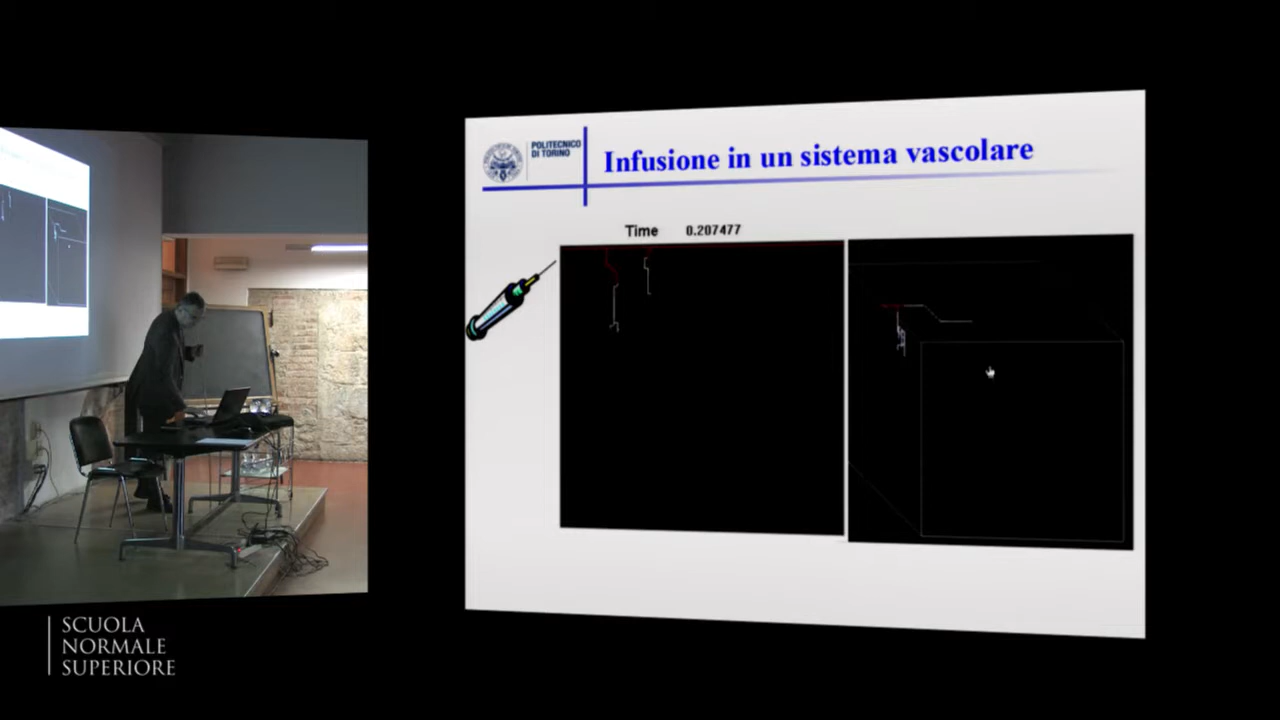 POLITECNICO
DI TORINO
Infusione in un sistema vascolare
Time 0.207477
SCUOLA
NORMALE
SUPERIORE